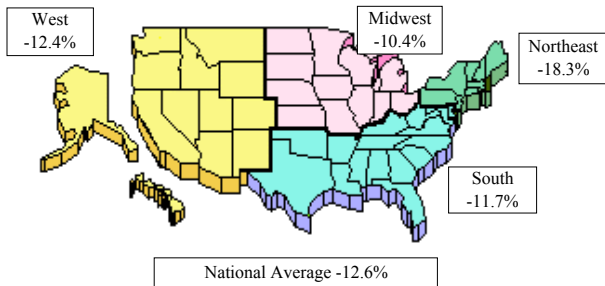 West
-12.4%
Midwest
-10.4%
Northeast
-18.3%
South
-11.7%
National Average -12.6%